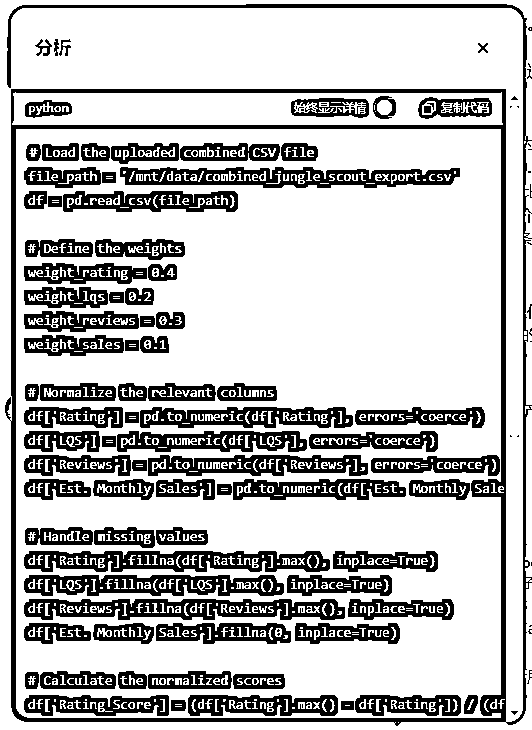 分析
×
python
始终显示详情
复制代码
# Load the uploaded combined CSV file
file_path = '/mnt/data/combined_jungle_scout_export.csv'
df = pd.read_csv(file_path)
# Define the weights
weight_rating = 0.4
weight_lqs = 0.2
weight_reviews = 0.3
weight_sales = 0.1
# Normalize the relevant columns
df['Rating'] = pd.to_numeric(df['Rating'], errors='coerce')
df['LQS'] = pd.to_numeric(df['LQS'], errors='coerce')
df['Reviews'] = pd.to_numeric(df['Reviews'], errors='coerce')
df['Est. Monthly Sales'] = pd.to_numeric(df['Est. Monthly Sale
# Handle missing values
df['Rating'].fillna(df['Rating'].max(), inplace=True)
df['LQS'].fillna(df['LQS'].max(), inplace=True)
df['Reviews'].fillna(df['Reviews'].max(), inplace=True)
df['Est. Monthly Sales'].fillna(0, inplace=True)
# Calculate the normalized scores
df['Rating_Score'] = (df['Rating'].max() - df['Rating']) / (df